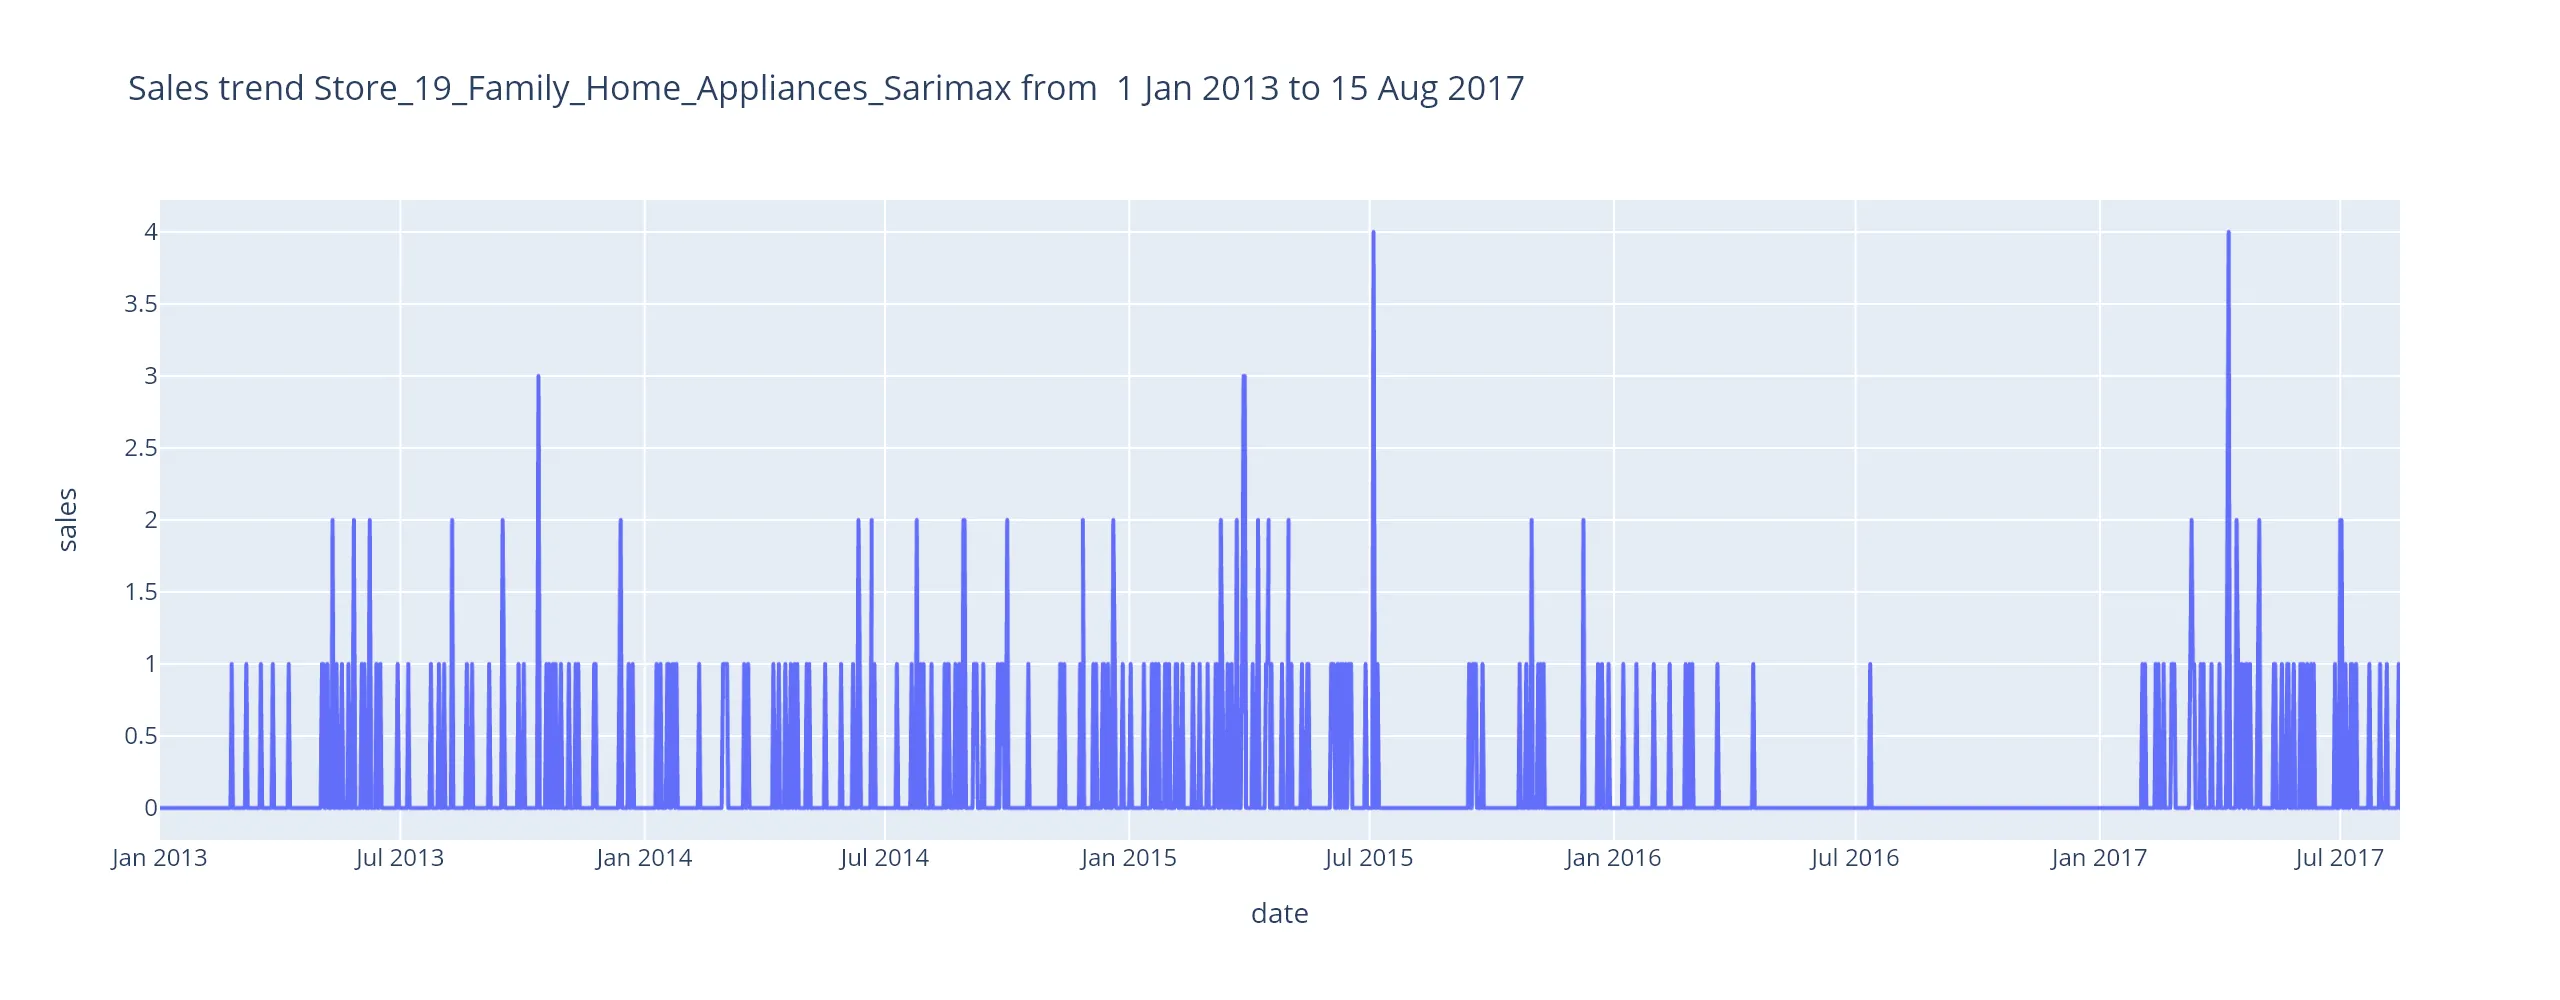 Sales trend Store_19_Family_Home_Appliances_Sarimax from  1 Jan 2013 to 15 Aug 2017
4
3.5
3
2.5
2
1.5
1
0.5
0
sales
Jan 2013 Jul 2013 Jan 2014 Jul 2014 Jan 2015 Jul 2015 Jan 2016 Jul 2016 Jan 2017 Jul 2017
date